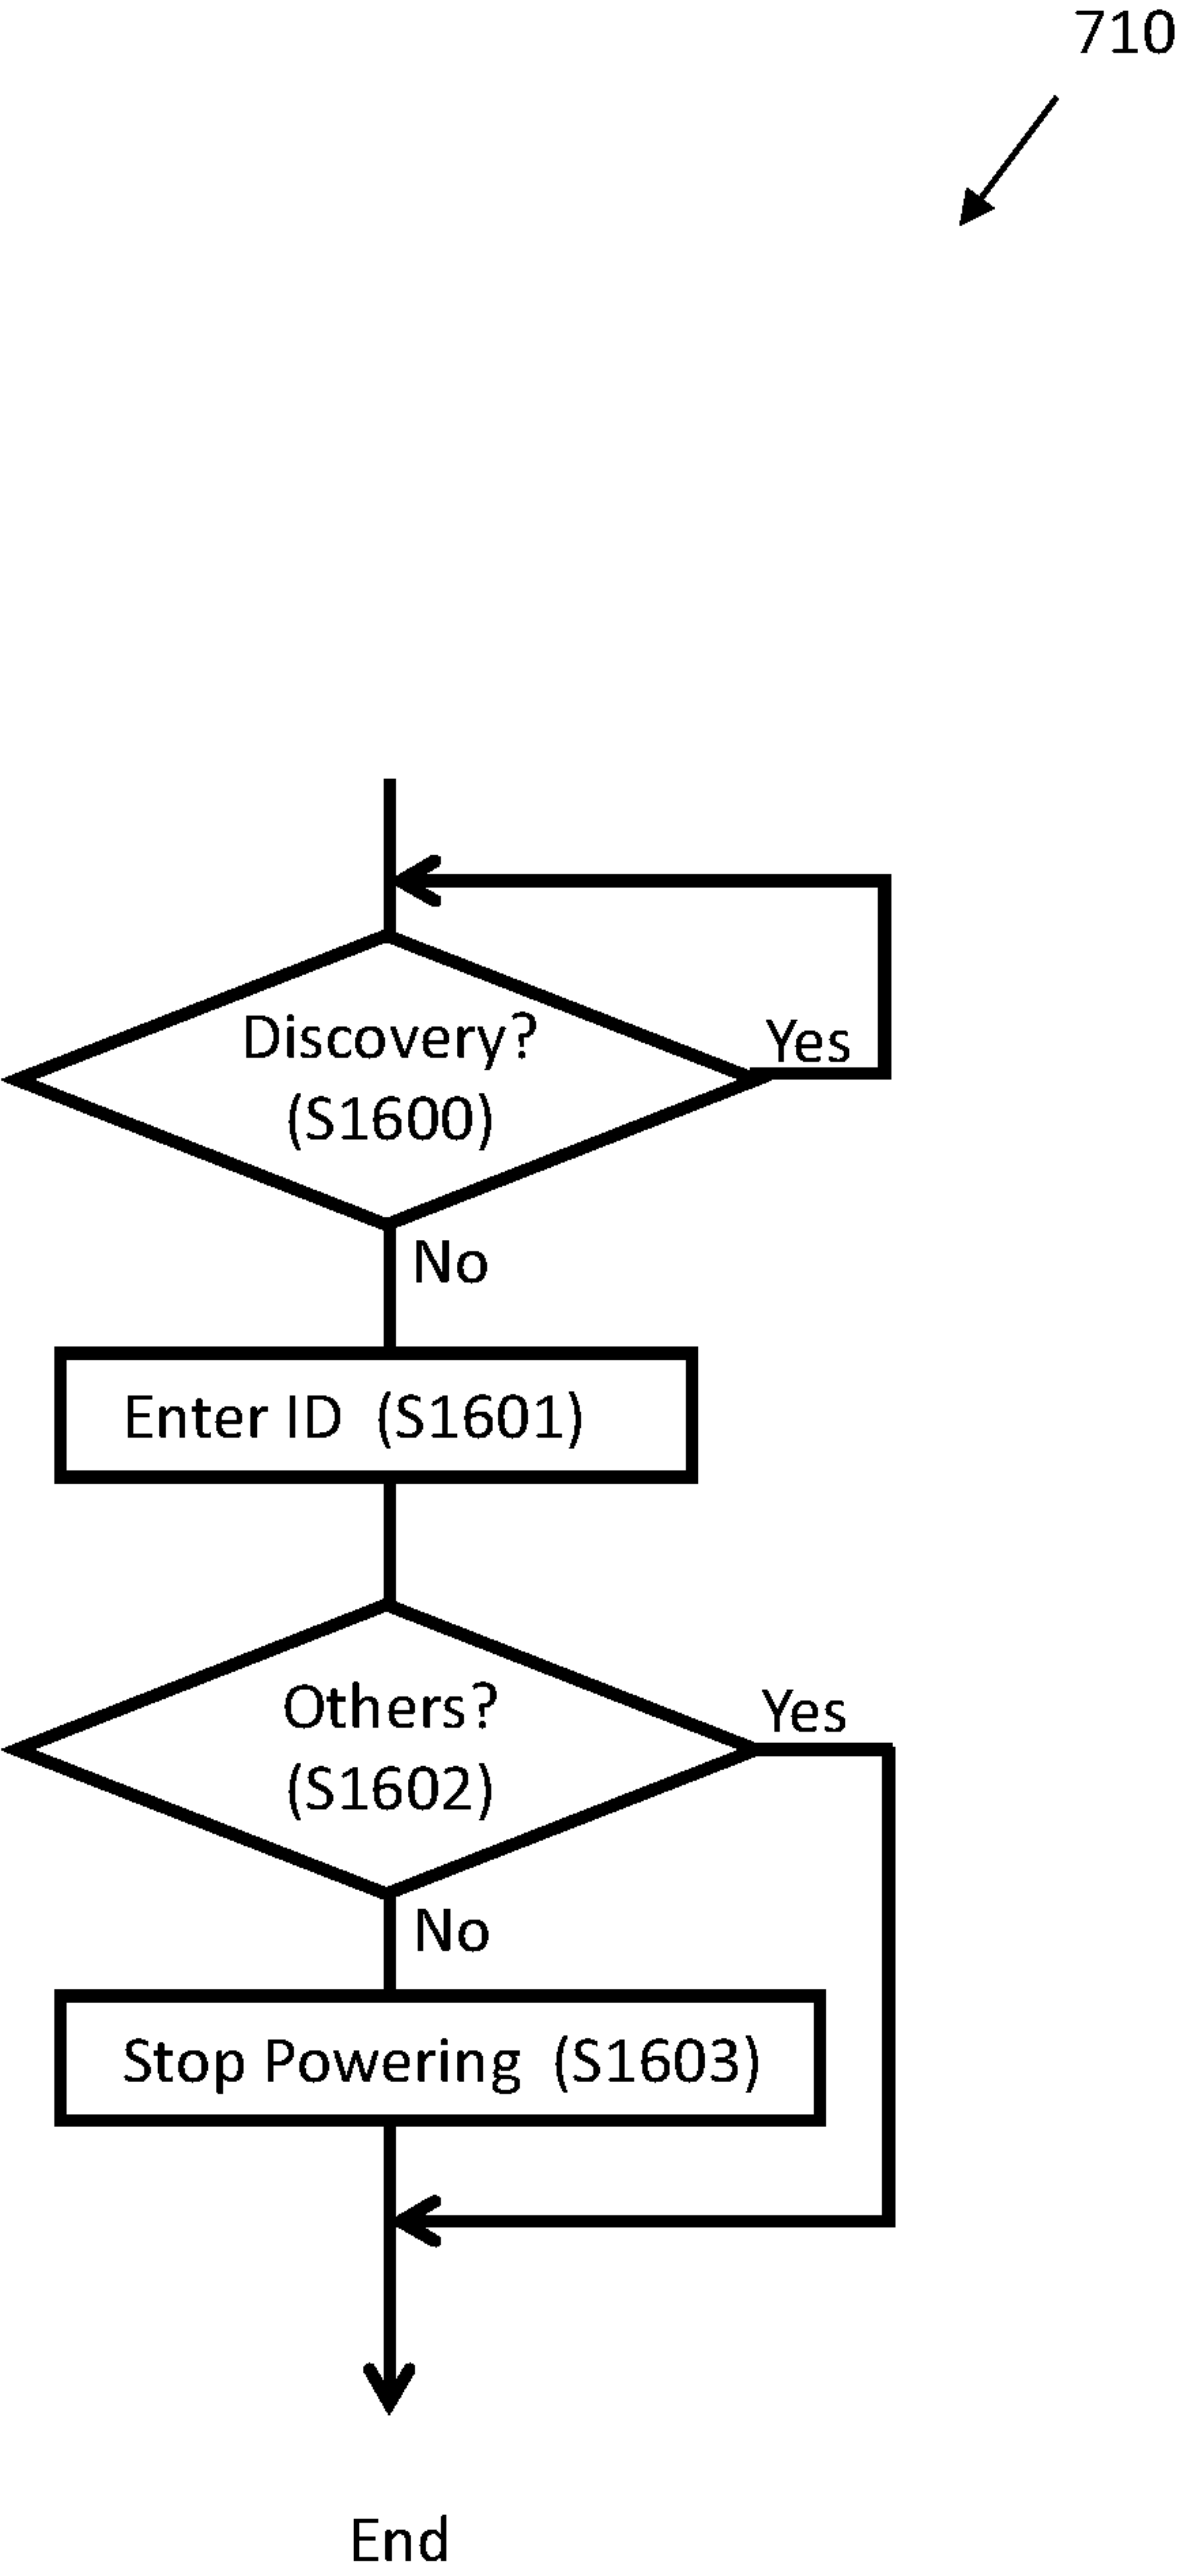 710
Discovery?
(S1600)
Yes
No
Enter ID (S1601)
Others?
(S1602)
Yes
No
Stop Powering (S1603)
End